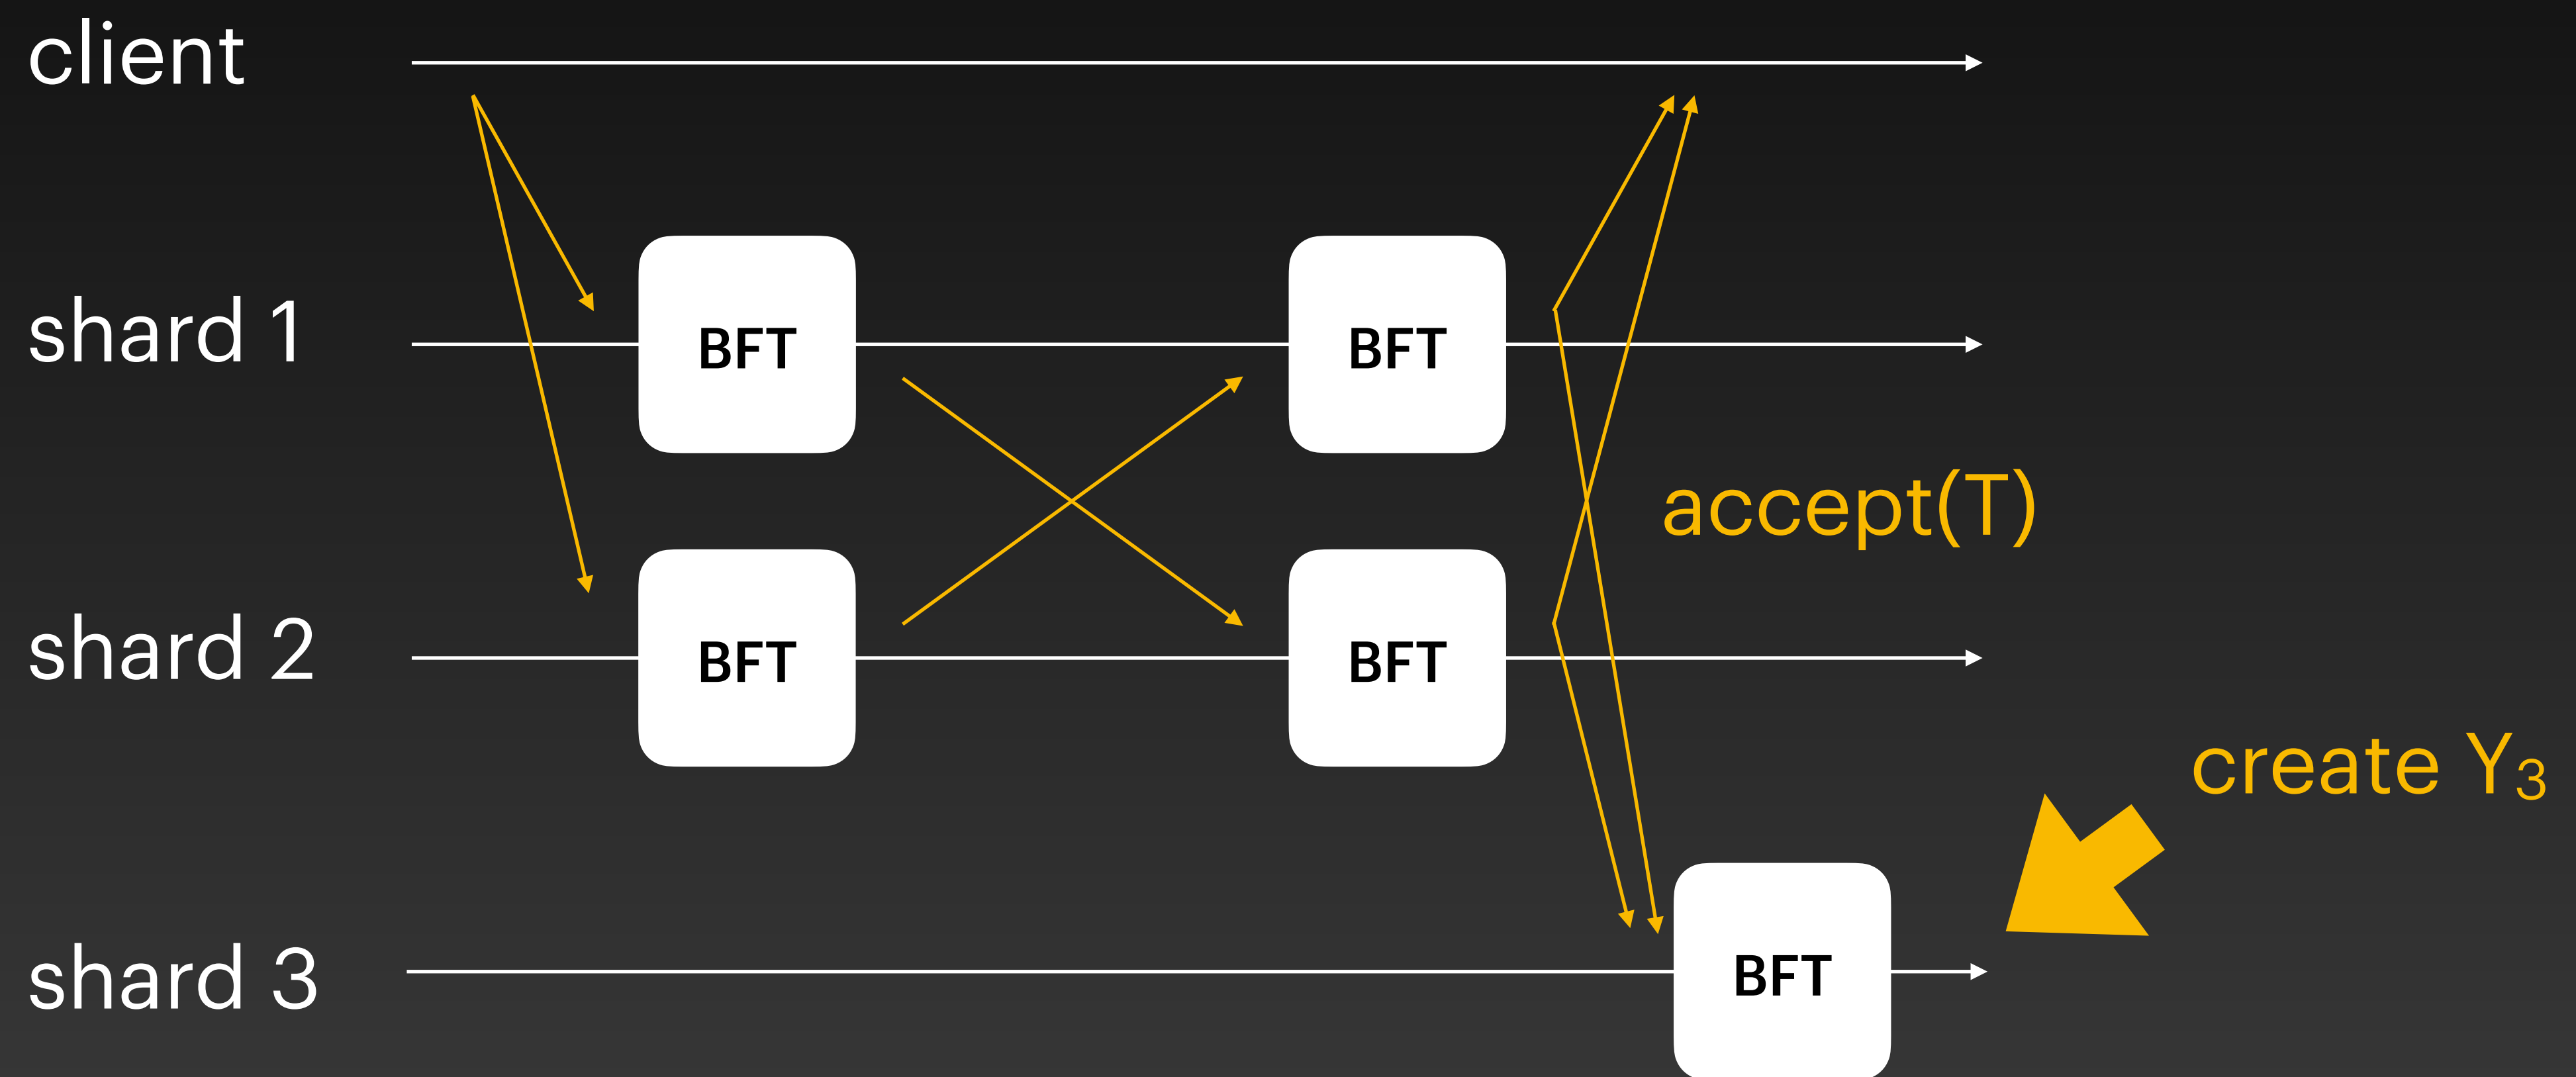 client
shard 1
BFT
BFT
accept(T)
shard 2
BFT
BFT
create Y₃
shard 3
BFT